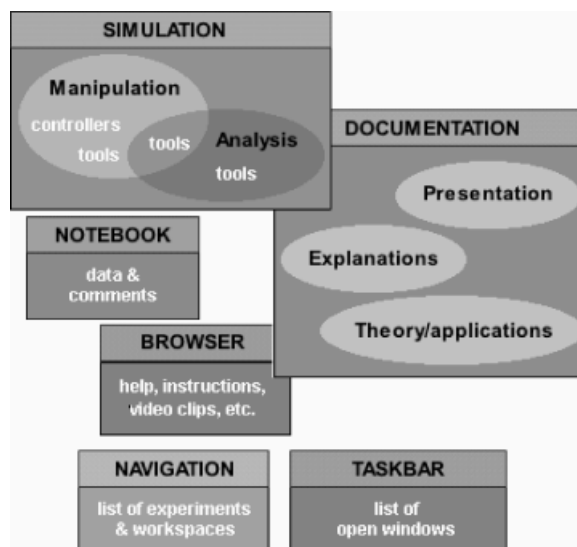 SIMULATION
Manipulation
controllers
tools
tools
Analysis
tools
DOCUMENTATION
Presentation
Explanations
Theory/applications
NOTEBOOK
data &
comments
BROWSER
help, instructions,
video clips, etc.
NAVIGATION
list of experiments
& workspaces
TASKBAR
list of
open windows